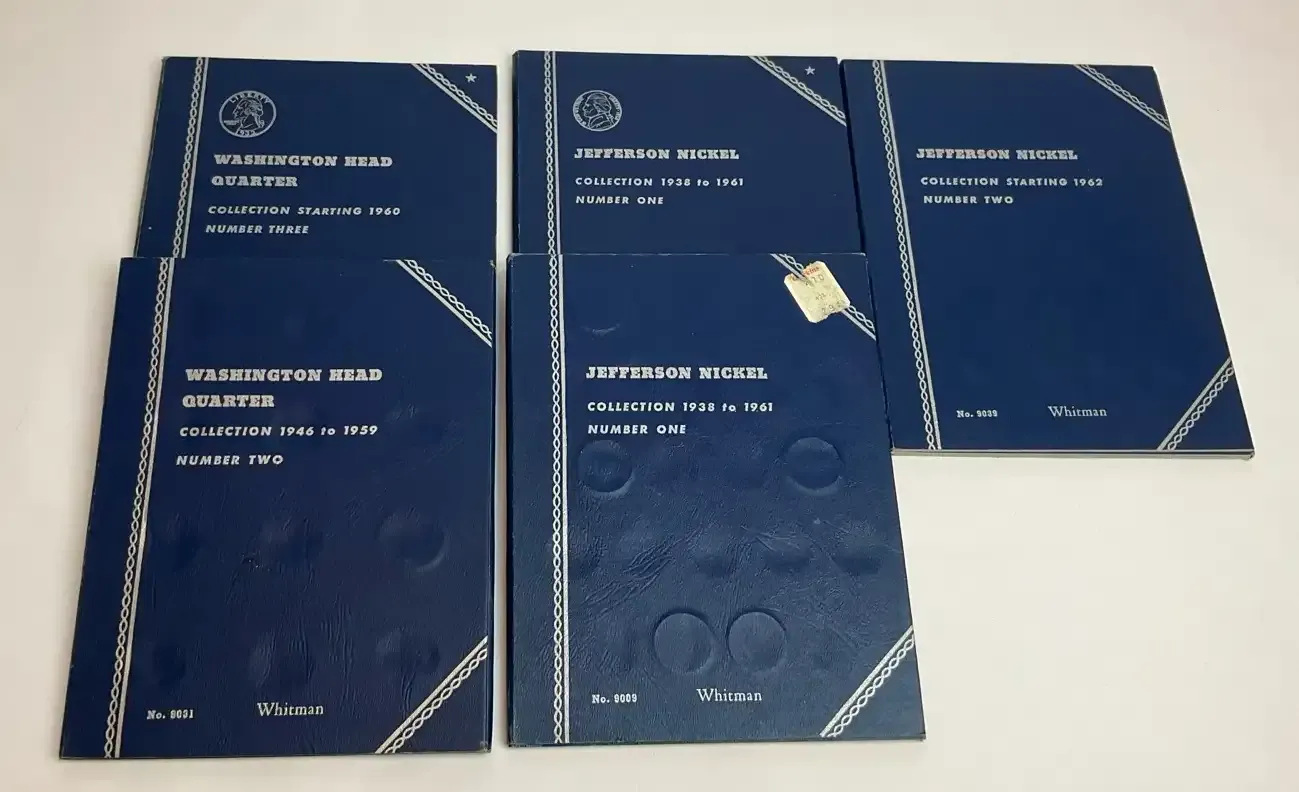 LIBERTY
WASHINGTON HEAD
QUARTER
COLLECTION STARTING 1960
NUMBER THREE
JEFFERSON NICKEL
COLLECTION 1938 to 1961
NUMBER ONE
JEFFERSON NICKEL
COLLECTION STARTING 1962
NUMBER TWO
No. 9039
Whitman
WASHINGTON HEAD
QUARTER
COLLECTION 1946 to 1959
NUMBER TWO
No. 9031
Whitman
JEFFERSON NICKEL
COLLECTION 1938 to 1961
NUMBER ONE
No. 9009
Whitman